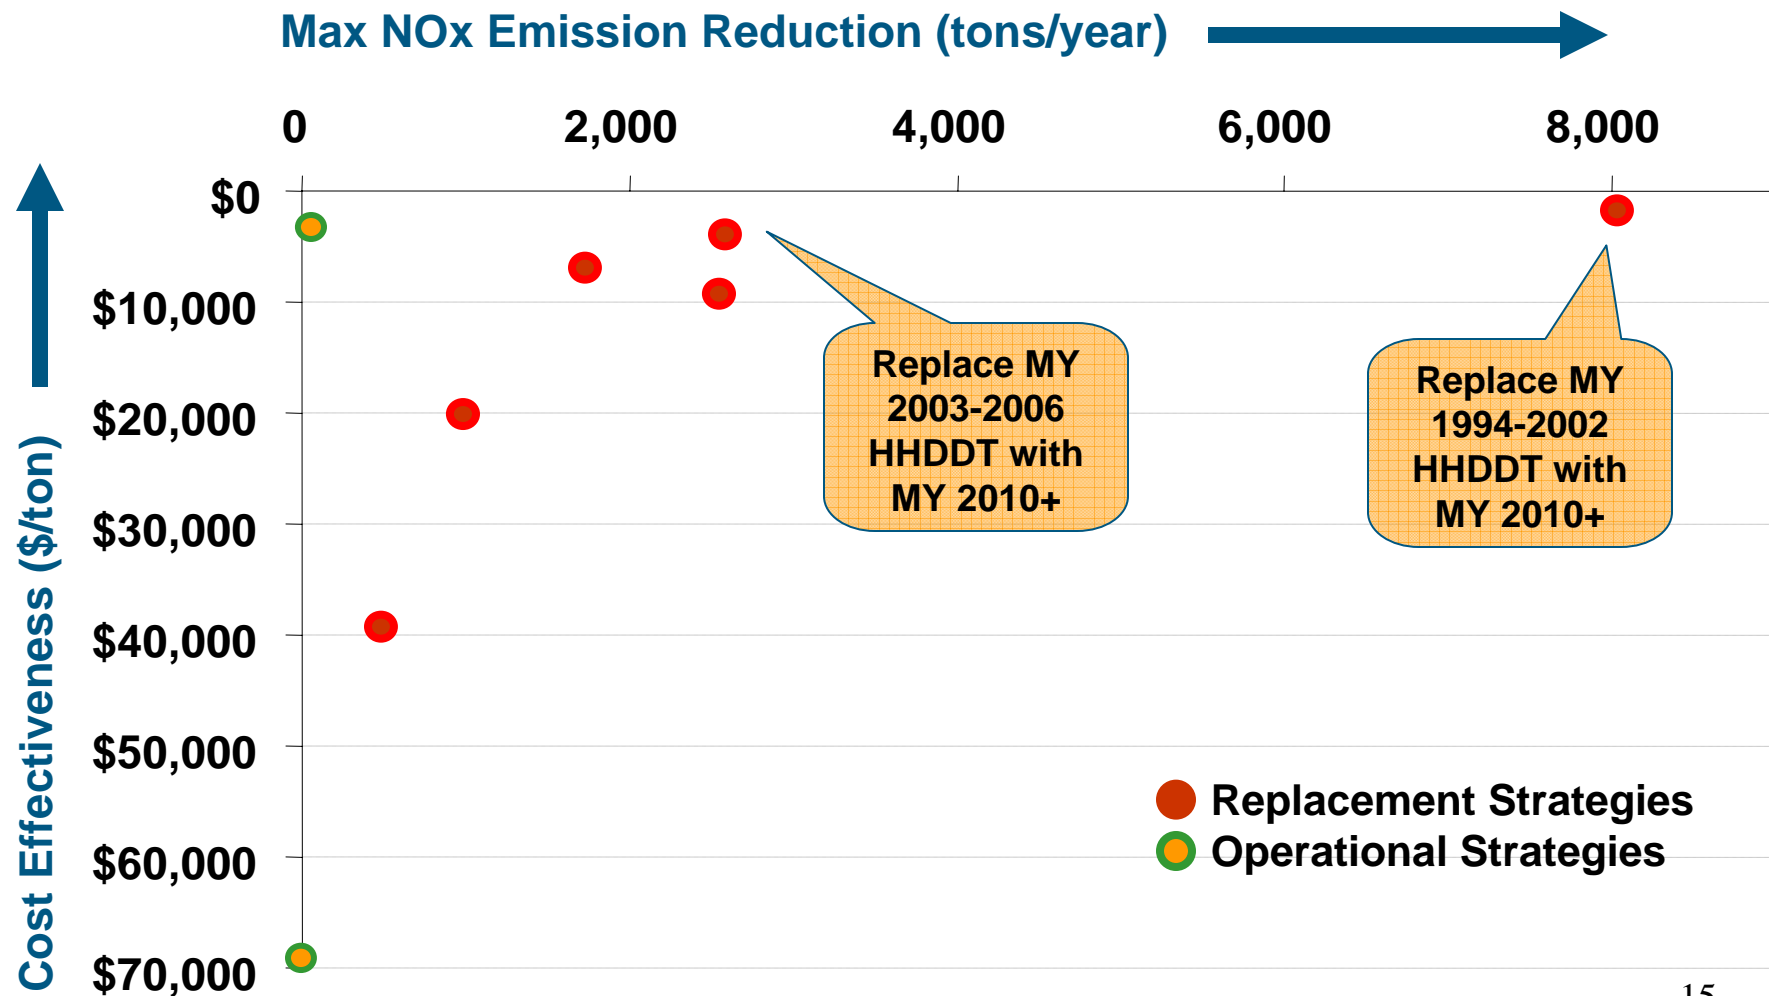 Max NOx Emission Reduction (tons/year)
0
2,000
4,000
6,000
8,000
Cost Effectiveness ($/ton)
$0
$10,000
$20,000
$30,000
$40,000
$50,000
$60,000
$70,000
Replace MY
2003-2006
HHDDT with
MY 2010+
Replace MY
1994-2002
HHDDT with
MY 2010+
Replacement Strategies
Operational Strategies
15